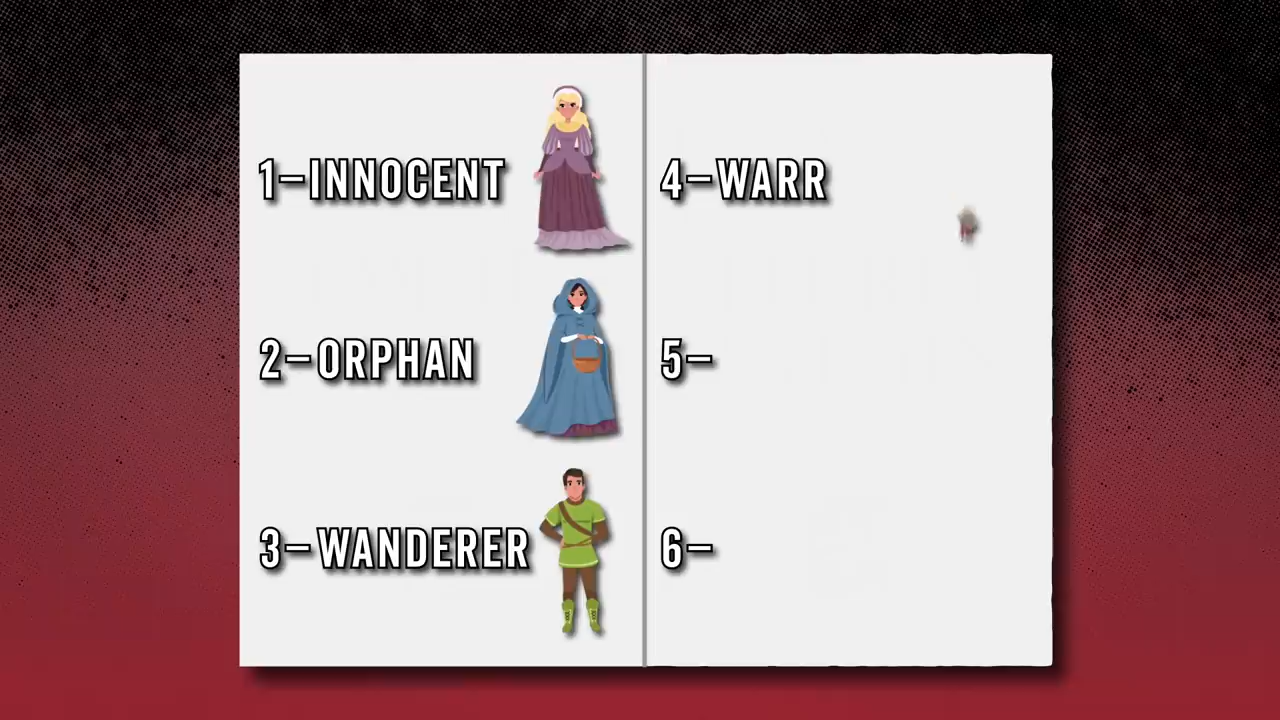 1–INNOCENT
2–ORPHAN
3–WANDERER
4–WARR
5–
6–